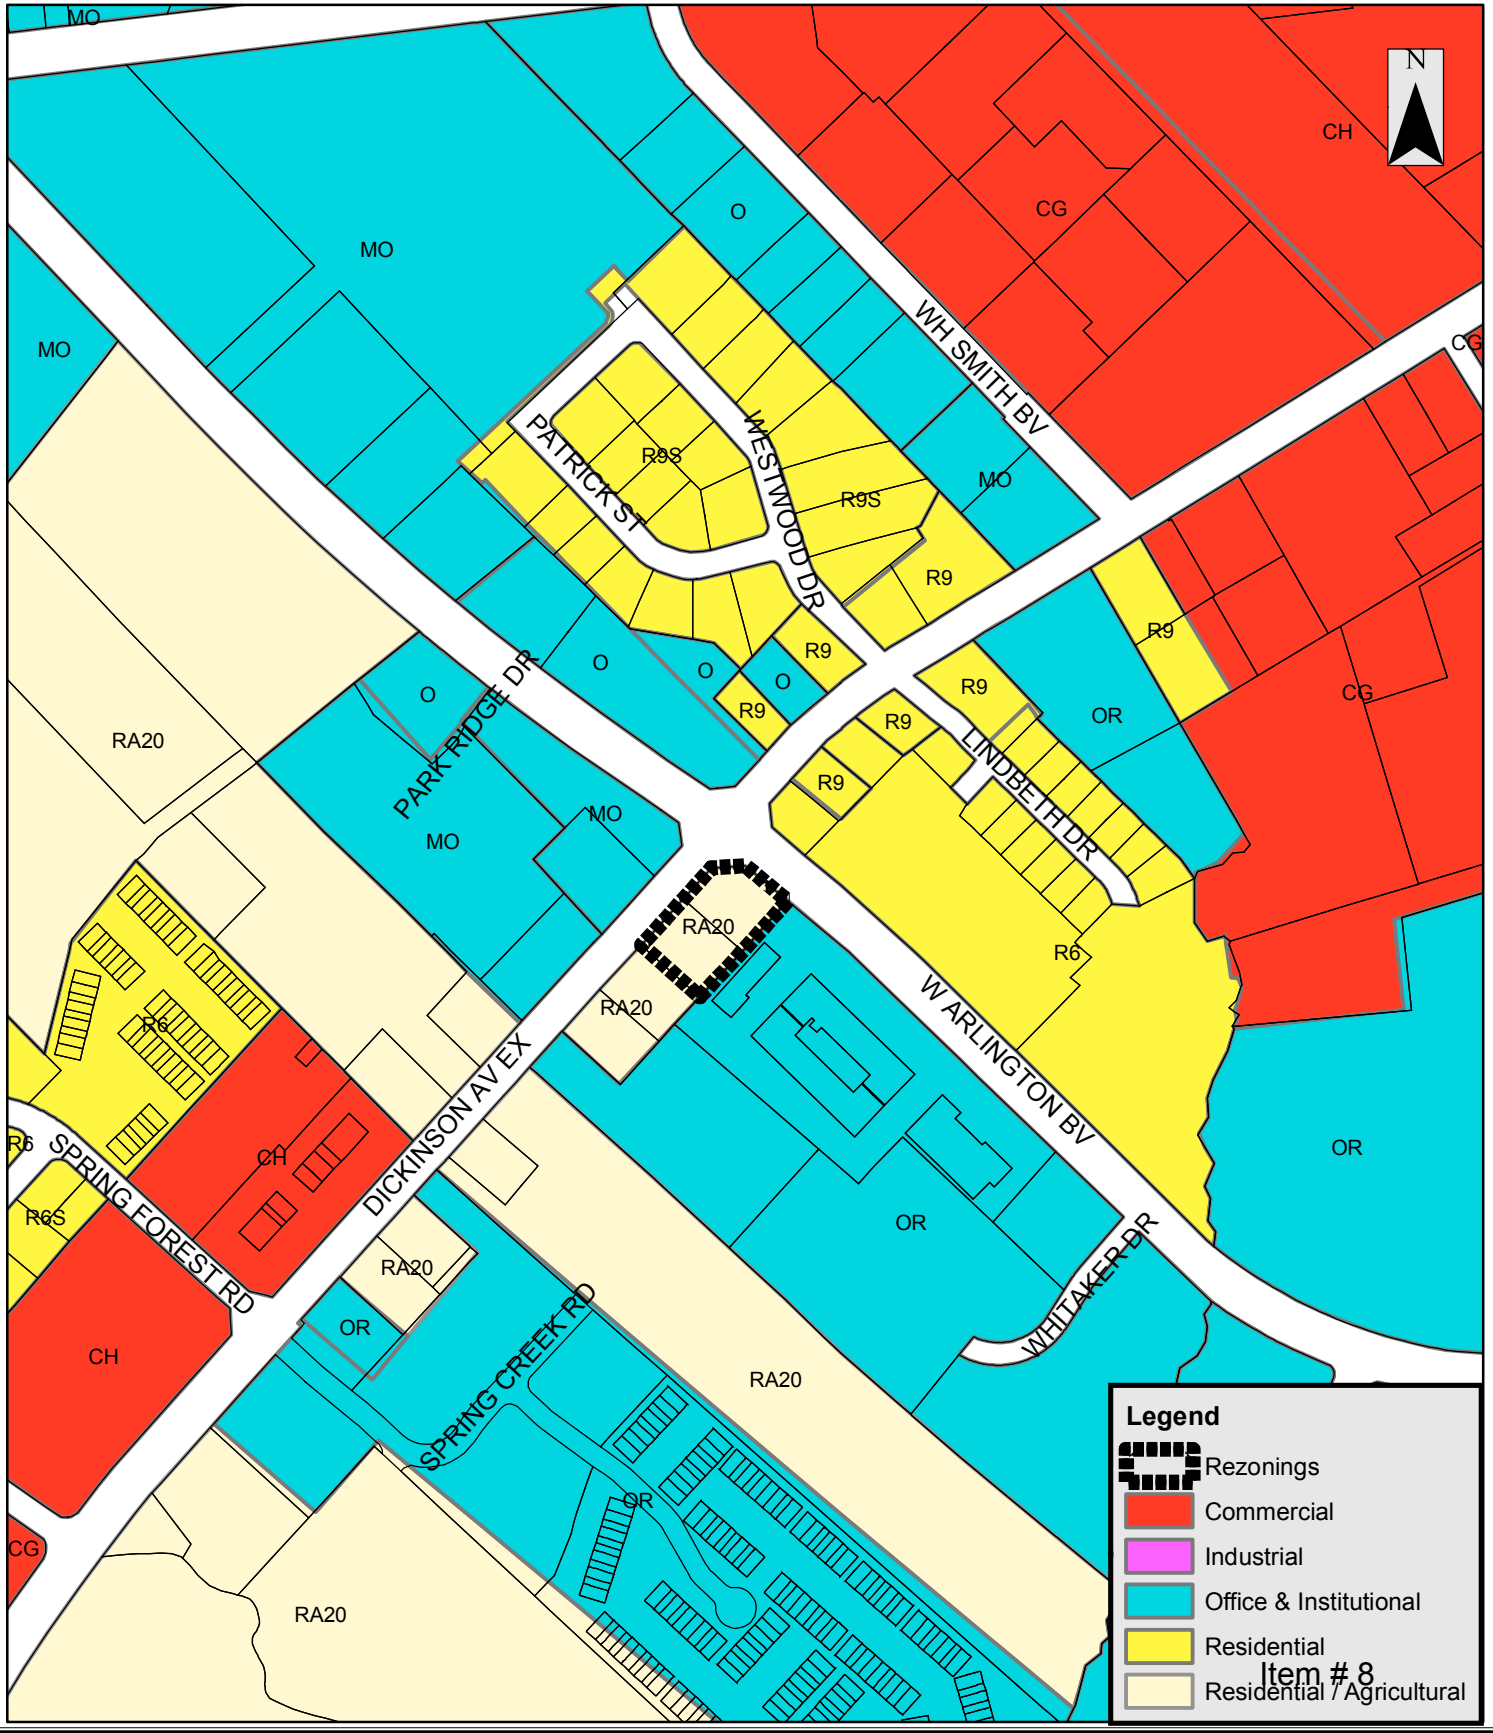 MO
N
CH
O
CG
MO
WH SMITH BV
CG
MO
R9S
PATRICK ST
WESTWOOD DR
R9S
MO
R9
R9
R9
O
O
O
R9
O
R9
R9
OR
CG
PARK RIDGE DR
RA20
R9
LINDBETH DR
MO
MO
RA20
R6
RA20
W ARLINGTON BV
R6
DICKINSON AV EX
R6
SPRING FOREST RD
CH
OR
R6S
OR
WHITAKER DR
RA20
OR
CH
SPRING CREEK RD
RA20
OR
CG
RA20
Legend
Rezonings
Commercial
Industrial
Office & Institutional
Residential
Item # 8
Residential / Agricultural